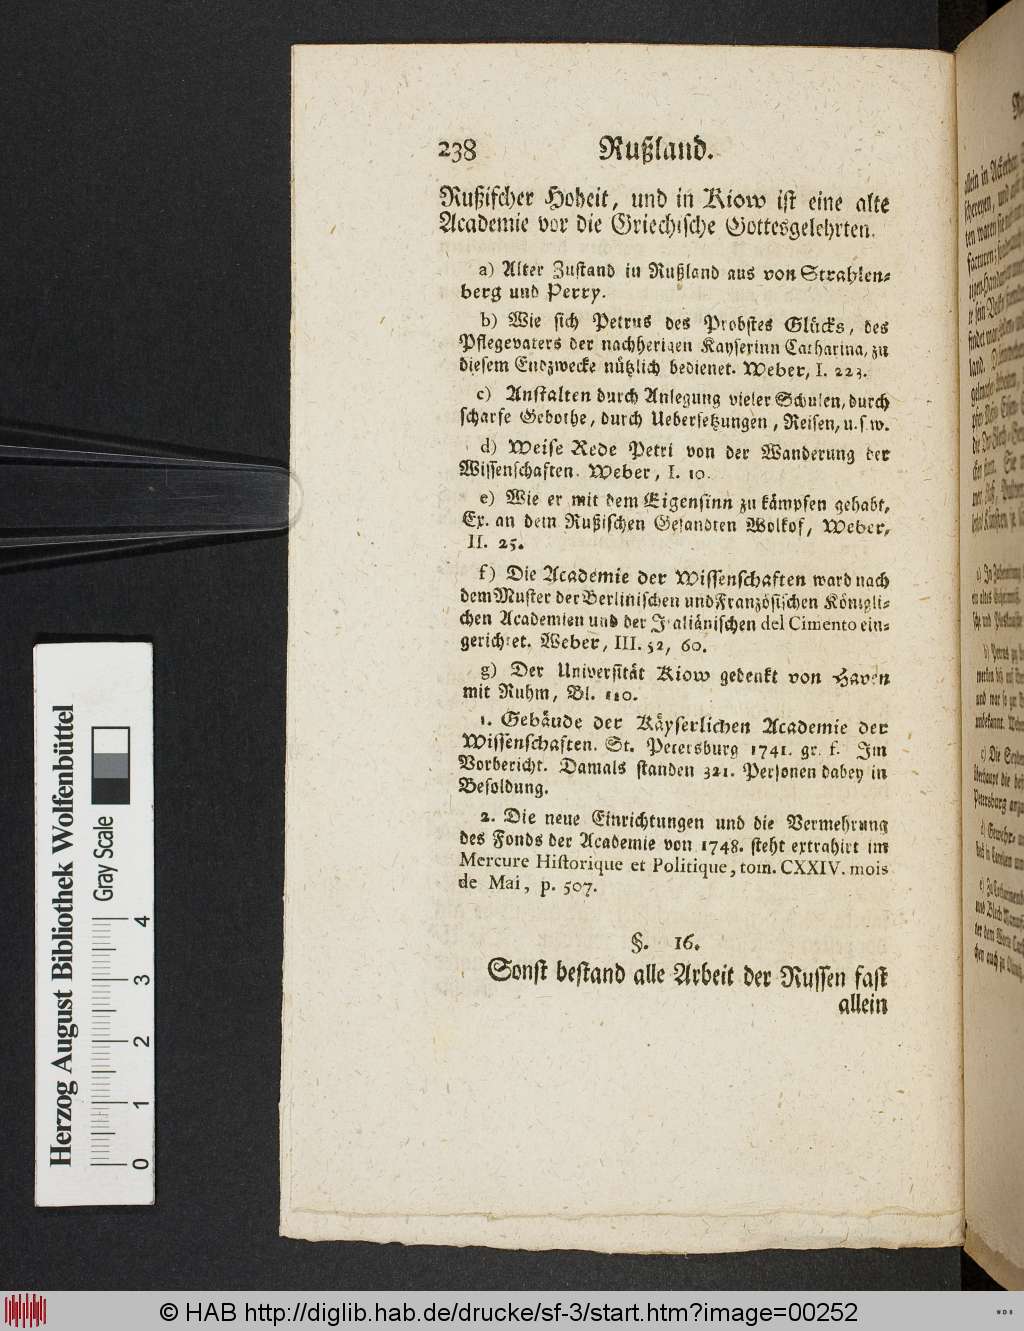 238 Rußland.
Rußischer Hoheit, und in Kiow ist eine alte
Academie vor die Griechische Gottesgelehrten.
a) Alter Zustand in Rußland aus von Strahlen-
berg und Perry.
b) Wie sich Petrus des Probstes Glücks, des
Pflegevaters der nachherigen Kayserinn Catharina, zu
diesem Endzwecke nützlich bedienet. Weber, I. 223.
c) Anstalten durch Anlegung vieler Schulen, durch
scharfe Gebothe, durch Uebersetzungen, Reisen, u. s. w.
d) Weise Rede Petri von der Wanderung der
Wissenschaften. Weber, I. 10.
e) Wie er mit dem Eigensinn zu kämpfen gehabt,
Ex. an dem Rußischen Gesandten Wolkof, Weber,
II. 25.
f) Die Academie der Wissenschaften ward nach
dem Muster der Berlinischen und Französischen Königli-
chen Academien und der Italiänischen del Cimento ein-
gerichtet. Weber, III. 52, 60.
g) Der Universität Kiow gedenkt von Haven
mit Ruhm, Bl. 110.
1. Gebäude der Käyserlichen Academie der
Wissenschaften. St. Petersburg 1741. gr. f. Im
Vorbericht. Damals standen 321. Personen dabey in
Besoldung.
2. Die neue Einrichtungen und die Vermehrung
des Fonds der Academie von 1748. steht extrahirt im
Mercure Historique et Politique, tom. CXXIV. mois
de Mai, p. 507.
§. 16.
Sonst bestand alle Arbeit der Russen fast
allein
Herzog August Bibliothek Wolfenbüttel
Gray Scale
0 1 2 3 4
© HAB http://diglib.hab.de/drucke/sf-3/start.htm?image=00252